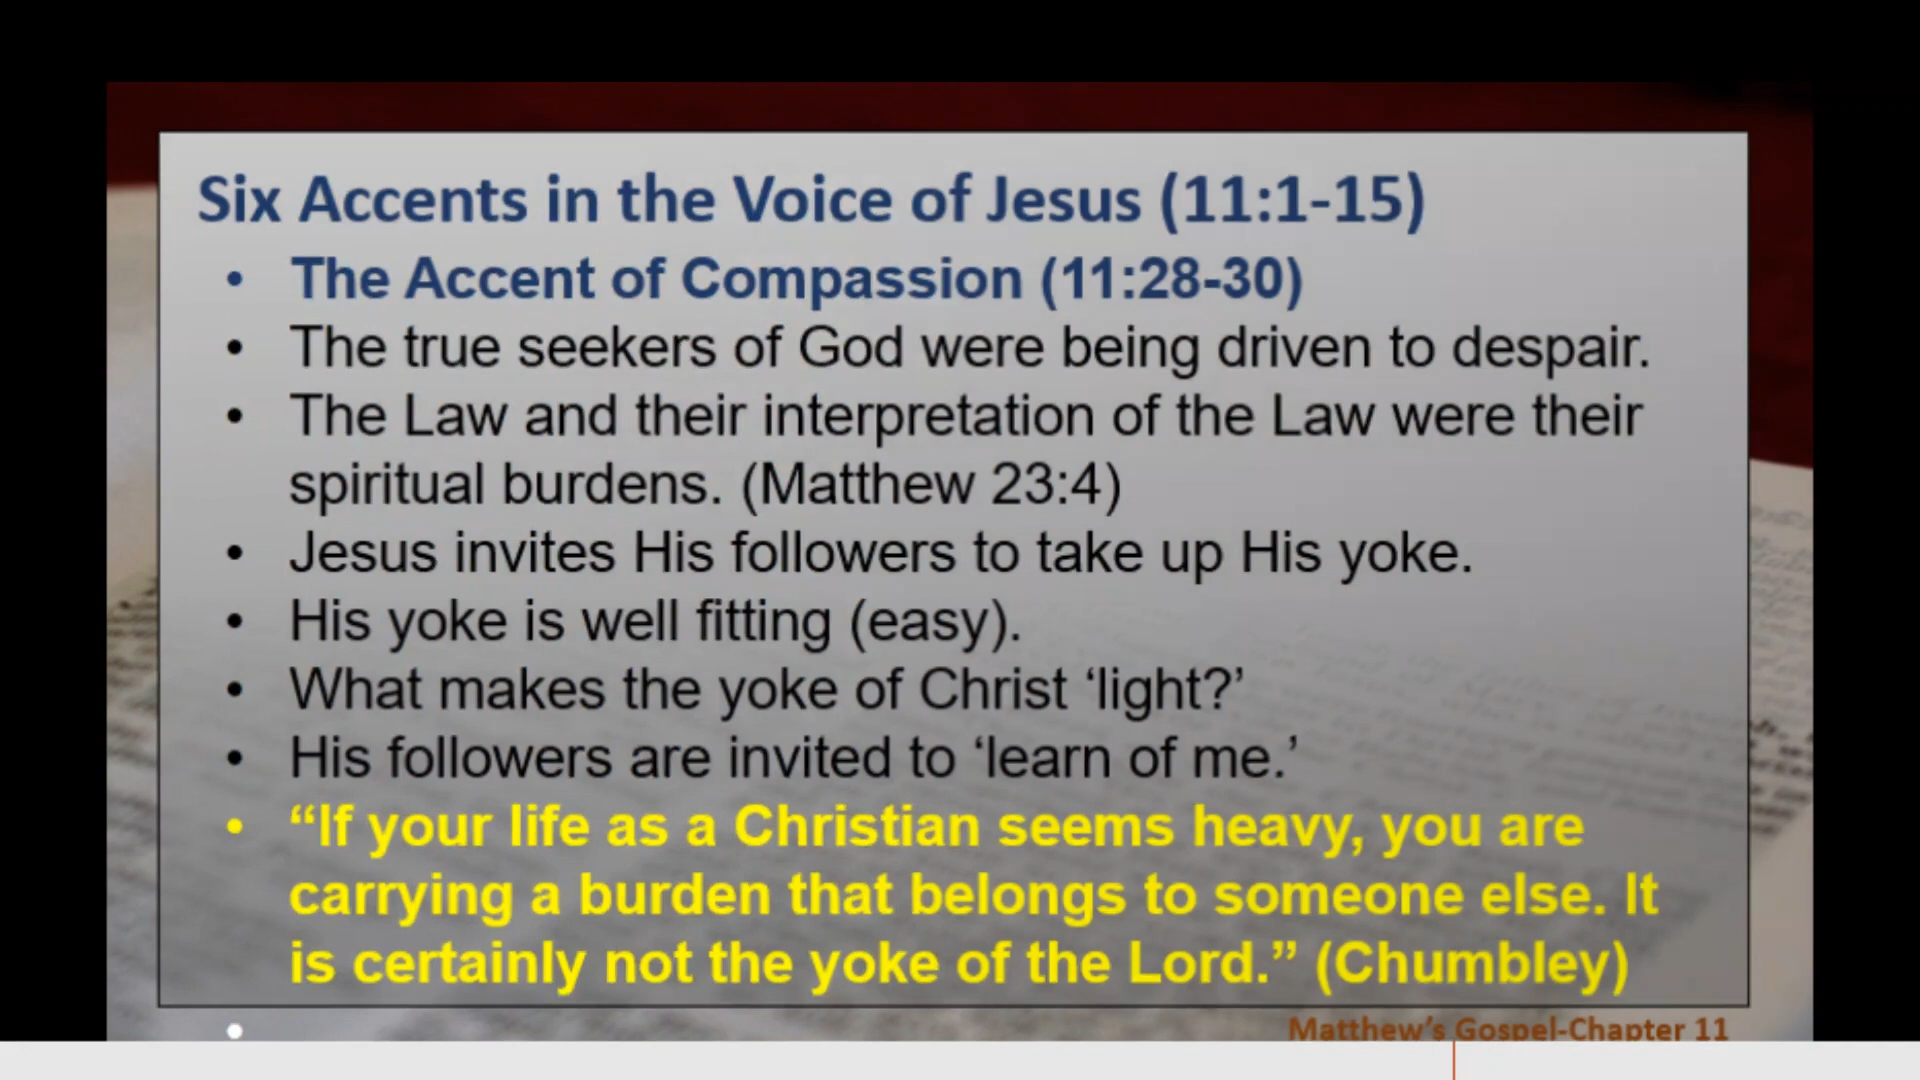 Six Accents in the Voice of Jesus (11:1-15)
• The Accent of Compassion (11:28-30)
• The true seekers of God were being driven to despair.
• The Law and their interpretation of the Law were their
spiritual burdens. (Matthew 23:4)
• Jesus invites His followers to take up His yoke.
• His yoke is well fitting (easy).
• What makes the yoke of Christ ‘light?’
• His followers are invited to ‘learn of me.’
• “If your life as a Christian seems heavy, you are
carrying a burden that belongs to someone else. It
is certainly not the yoke of the Lord.” (Chumbley)
•
Matthew’s Gospel-Chapter 11